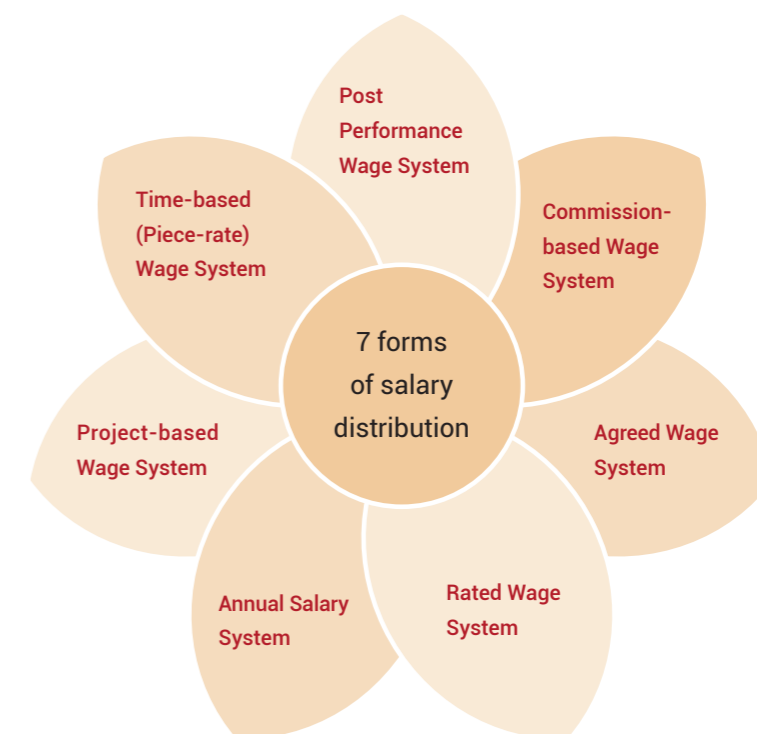 Post
Performance
Wage System
Commission-
based Wage
System
Agreed Wage
System
Rated Wage
System
Annual Salary
System
Project-based
Wage System
Time-based
(Piece-rate)
Wage System
7 forms
of salary
distribution